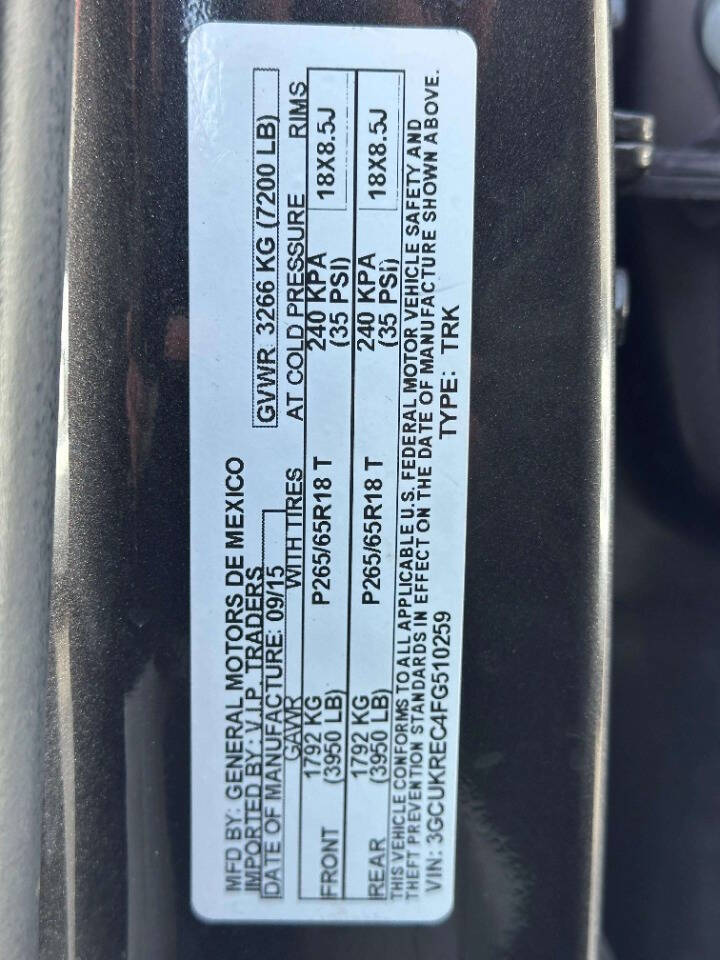 MFD BY: GENERAL MOTORS DE MEXICO
IMPORTED BY: V.I.P. TRADERS
DATE OF MANUFACTURE: 09/15 GVWR 3266 KG (7200 LB)
GAWR WITH TIRES AT COLD PRESSURE RIMS
FRONT 1792 KG P265/65R18 T 240 KPA 18X8.5J
(3950 LB) (35 PSI)
REAR 1792 KG P265/65R18 T 240 KPA 18X8.5J
(3950 LB) (35 PSI)
THIS VEHICLE CONFORMS TO ALL APPLICABLE U.S. FEDERAL MOTOR VEHICLE SAFETY AND
THEFT PREVENTION STANDARDS IN EFFECT ON THE DATE OF MANUFACTURE SHOWN ABOVE.
VIN: 3GCUKREC4FG510259 TYPE: TRK